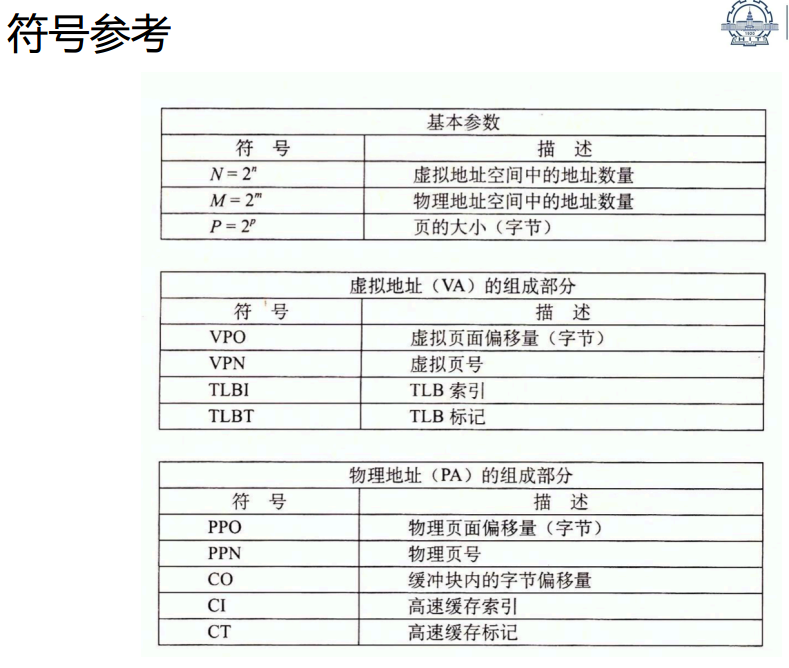 符号参考
HIT
基本参数
符 号 描 述
N = 2ⁿ 虚拟地址空间中的地址数量
M = 2ᵐ 物理地址空间中的地址数量
P = 2ᵖ 页的大小（字节）
虚拟地址（VA）的组成部分
符 号 描 述
VPO 虚拟页面偏移量（字节）
VPN 虚拟页号
TLBI TLB 索引
TLBT TLB 标记
物理地址（PA）的组成部分
符 号 描 述
PPO 物理页面偏移量（字节）
PPN 物理页号
CO 缓冲块内的字节偏移量
CI 高速缓存索引
CT 高速缓存标记